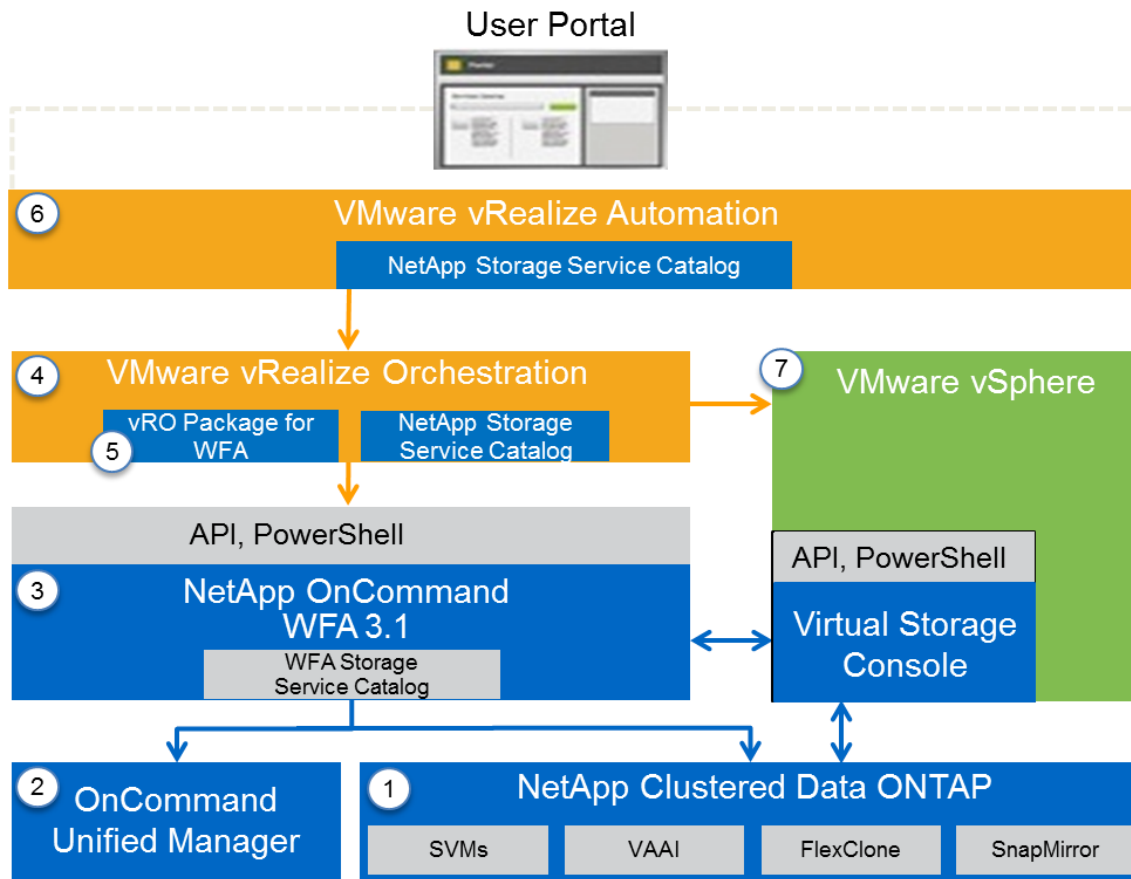 User Portal
6
VMware vRealize Automation
NetApp Storage Service Catalog
4
VMware vRealize Orchestration
vRO Package for
WFA
5
NetApp Storage
Service Catalog
7
VMware vSphere
API, PowerShell
3
NetApp OnCommand
WFA 3.1
WFA Storage
Service Catalog
API, PowerShell
Virtual Storage
Console
2
OnCommand
Unified Manager
1
NetApp Clustered Data ONTAP
SVMs
VAAI
FlexClone
SnapMirror